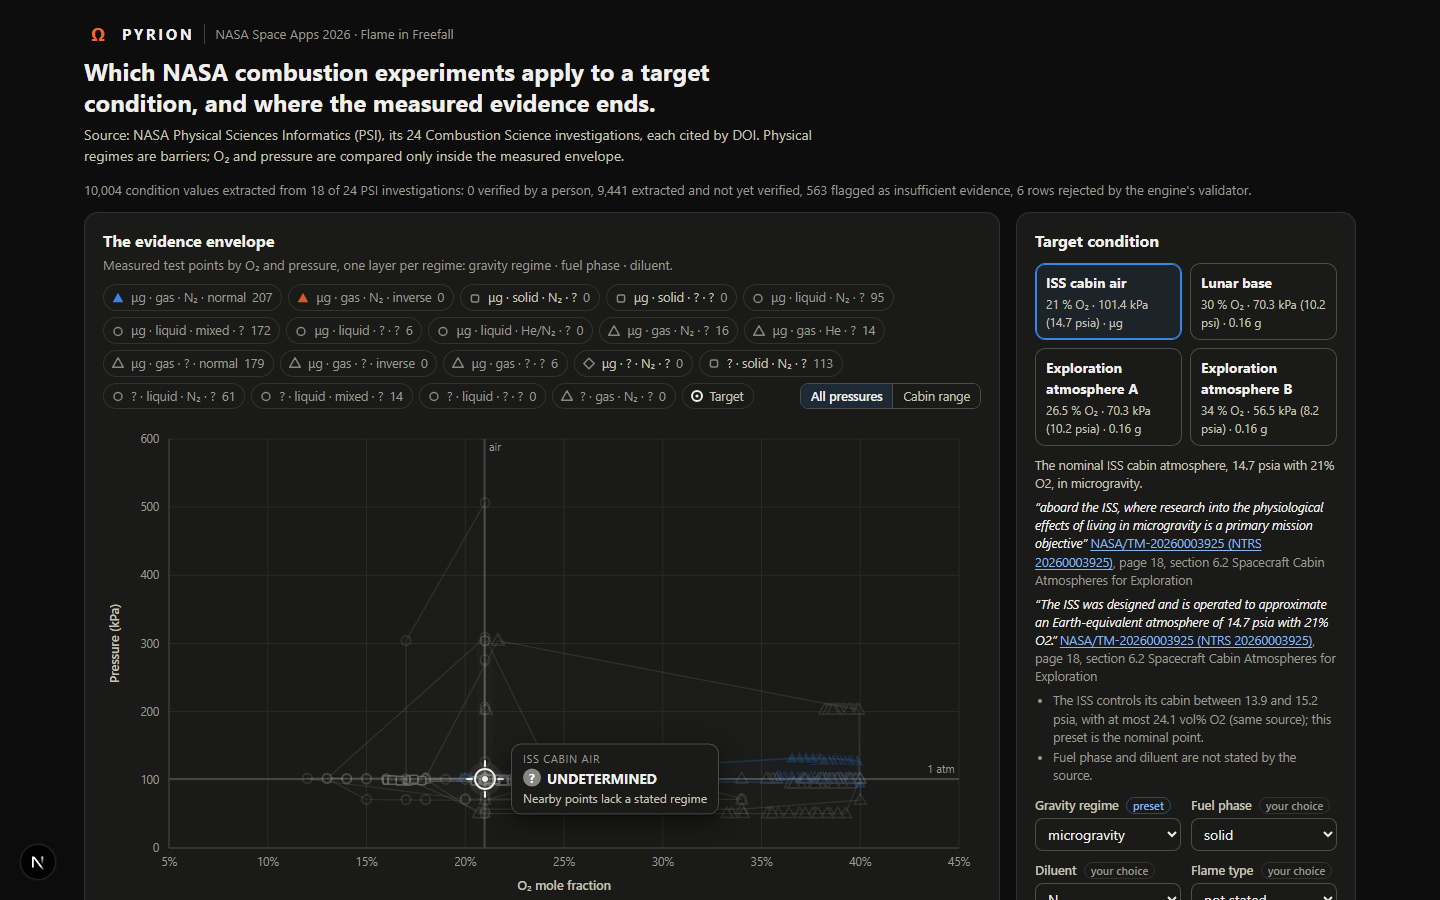 Ω PYRION NASA Space Apps 2026 · Flame in Freefall
Which NASA combustion experiments apply to a target
condition, and where the measured evidence ends.
Source: NASA Physical Sciences Informatics (PSI), its 24 Combustion Science investigations, each cited by DOI. Physical
regimes are barriers; O₂ and pressure are compared only inside the measured envelope.
10,004 condition values extracted from 18 of 24 PSI investigations: 0 verified by a person, 9,441 extracted and not yet verified, 563 flagged as insufficient evidence, 6 rows rejected by the engine's validator.
The evidence envelope
Measured test points by O₂ and pressure, one layer per regime: gravity regime · fuel phase · diluent.
µg · gas · N₂ · normal 207
µg · gas · N₂ · inverse 0
µg · solid · N₂ · ? 0
µg · solid · ? · ? 0
µg · liquid · N₂ · ? 95
µg · liquid · mixed · ? 172
µg · liquid · ? · ? 6
µg · liquid · He/N₂ · ? 0
µg · gas · N₂ · ? 16
µg · gas · He · ? 14
µg · gas · ? · normal 179
µg · gas · ? · inverse 0
µg · gas · ? · ? 6
µg · ? · N₂ · ? 0
? · solid · N₂ · ? 113
? · liquid · N₂ · ? 61
? · liquid · mixed · ? 14
? · liquid · ? · ? 0
? · gas · N₂ · ? 0
Target
All pressures
Cabin range
600
500
400
300
200
100
0
Pressure (kPa)
air
1 atm
ISS CABIN AIR
? UNDETERMINED
Nearby points lack a stated regime
5%
10%
15%
20%
25%
30%
35%
40%
45%
O₂ mole fraction
N
Target condition
ISS cabin air
21 % O₂ · 101.4 kPa
(14.7 psia) · µg
Lunar base
30 % O₂ · 70.3 kPa (10.2
psi) · 0.16 g
Exploration
atmosphere A
26.5 % O₂ · 70.3 kPa
(10.2 psia) · 0.16 g
Exploration
atmosphere B
34 % O₂ · 56.5 kPa (8.2
psia) · 0.16 g
The nominal ISS cabin atmosphere, 14.7 psia with 21%
O2, in microgravity.
“aboard the ISS, where research into the physiological
effects of living in microgravity is a primary mission
objective” NASA/TM-20260003925 (NTRS
20260003925), page 18, section 6.2 Spacecraft Cabin
Atmospheres for Exploration
“The ISS was designed and is operated to approximate
an Earth-equivalent atmosphere of 14.7 psia with 21%
O2.” NASA/TM-20260003925 (NTRS 20260003925),
page 18, section 6.2 Spacecraft Cabin Atmospheres for
Exploration
• The ISS controls its cabin between 13.9 and 15.2
psia, with at most 24.1 vol% O2 (same source); this
preset is the nominal point.
• Fuel phase and diluent are not stated by the
source.
Gravity regime preset
microgravity
Fuel phase your choice
solid
Diluent your choice
Flame type your choice
N₂
not stated